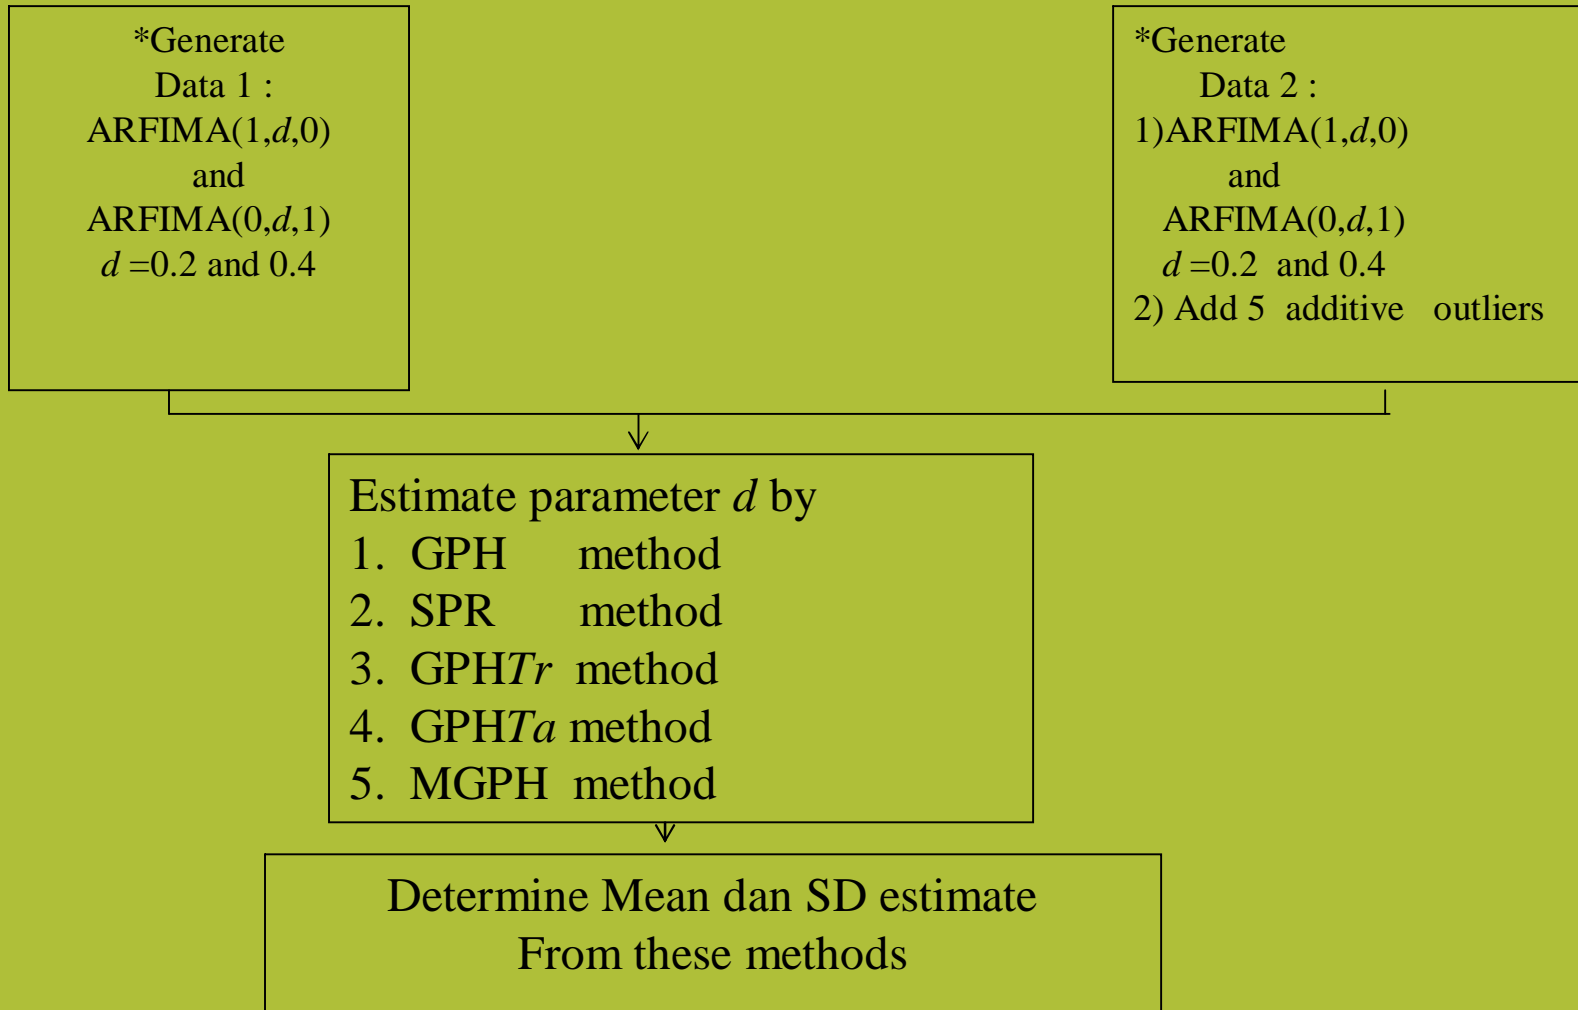 *Generate
Data 1 :
ARFIMA(1,d,0)
and
ARFIMA(0,d,1)
d =0.2 and 0.4
*Generate
Data 2 :
1)ARFIMA(1,d,0)
and
ARFIMA(0,d,1)
d =0.2 and 0.4
2) Add 5 additive outliers
Estimate parameter d by
1. GPH method
2. SPR method
3. GPHTr method
4. GPHTa method
5. MGPH method
Determine Mean dan SD estimate
From these methods